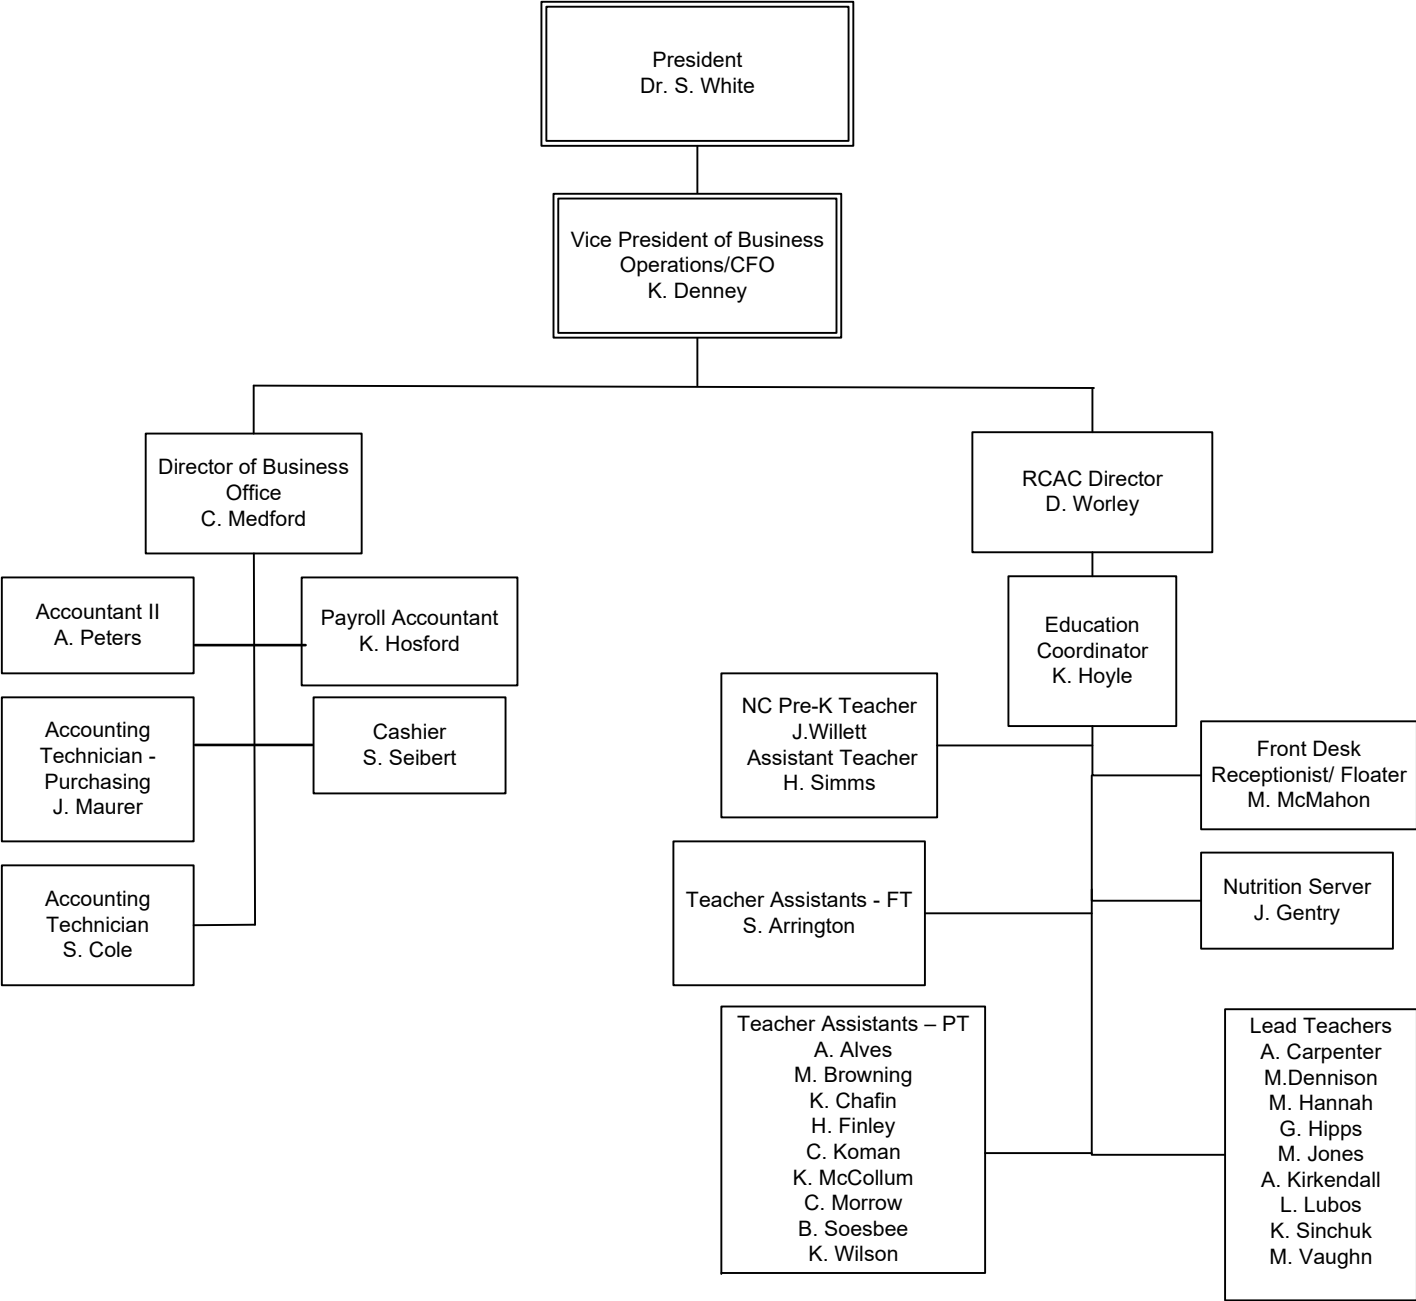 President
Dr. S. White
Vice President of Business
Operations/CFO
K. Denney
Director of Business
Office
C. Medford
RCAC Director
D. Worley
Accountant II
A. Peters
Payroll Accountant
K. Hosford
Education
Coordinator
K. Hoyle
Accounting
Technician -
Purchasing
J. Maurer
Cashier
S. Seibert
NC Pre-K Teacher
J.Willett
Assistant Teacher
H. Simms
Front Desk
Receptionist/ Floater
M. McMahon
Accounting
Technician
S. Cole
Teacher Assistants - FT
S. Arrington
Nutrition Server
J. Gentry
Teacher Assistants – PT
A. Alves
M. Browning
K. Chafin
H. Finley
C. Koman
K. McCollum
C. Morrow
B. Soesbee
K. Wilson
Lead Teachers
A. Carpenter
M.Dennison
M. Hannah
G. Hipps
M. Jones
A. Kirkendall
L. Lubos
K. Sinchuk
M. Vaughn